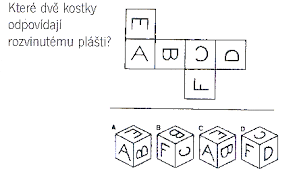 Které dvě kostky
odpovídají
rozvinutému plášti?
E
A B C D
F
A B C D
E A B
B F C
E A B
C F D